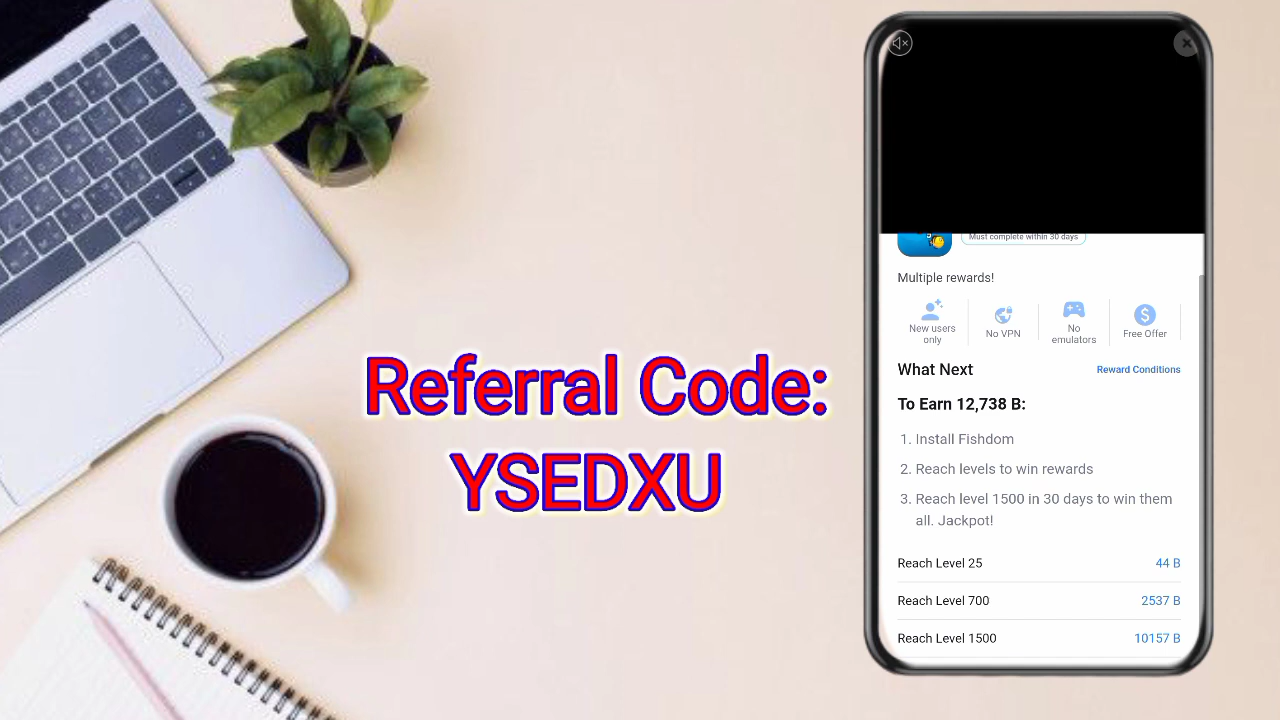 Referral Code:
YSEDXU
Must complete within 30 days
Multiple rewards!
New users
only
No VPN
No
emulators
Free Offer
What Next
Reward Conditions
To Earn 12,738 B:
1. Install Fishdom
2. Reach levels to win rewards
3. Reach level 1500 in 30 days to win them
all. Jackpot!
Reach Level 25 44 B
Reach Level 700 2537 B
Reach Level 1500 10157 B